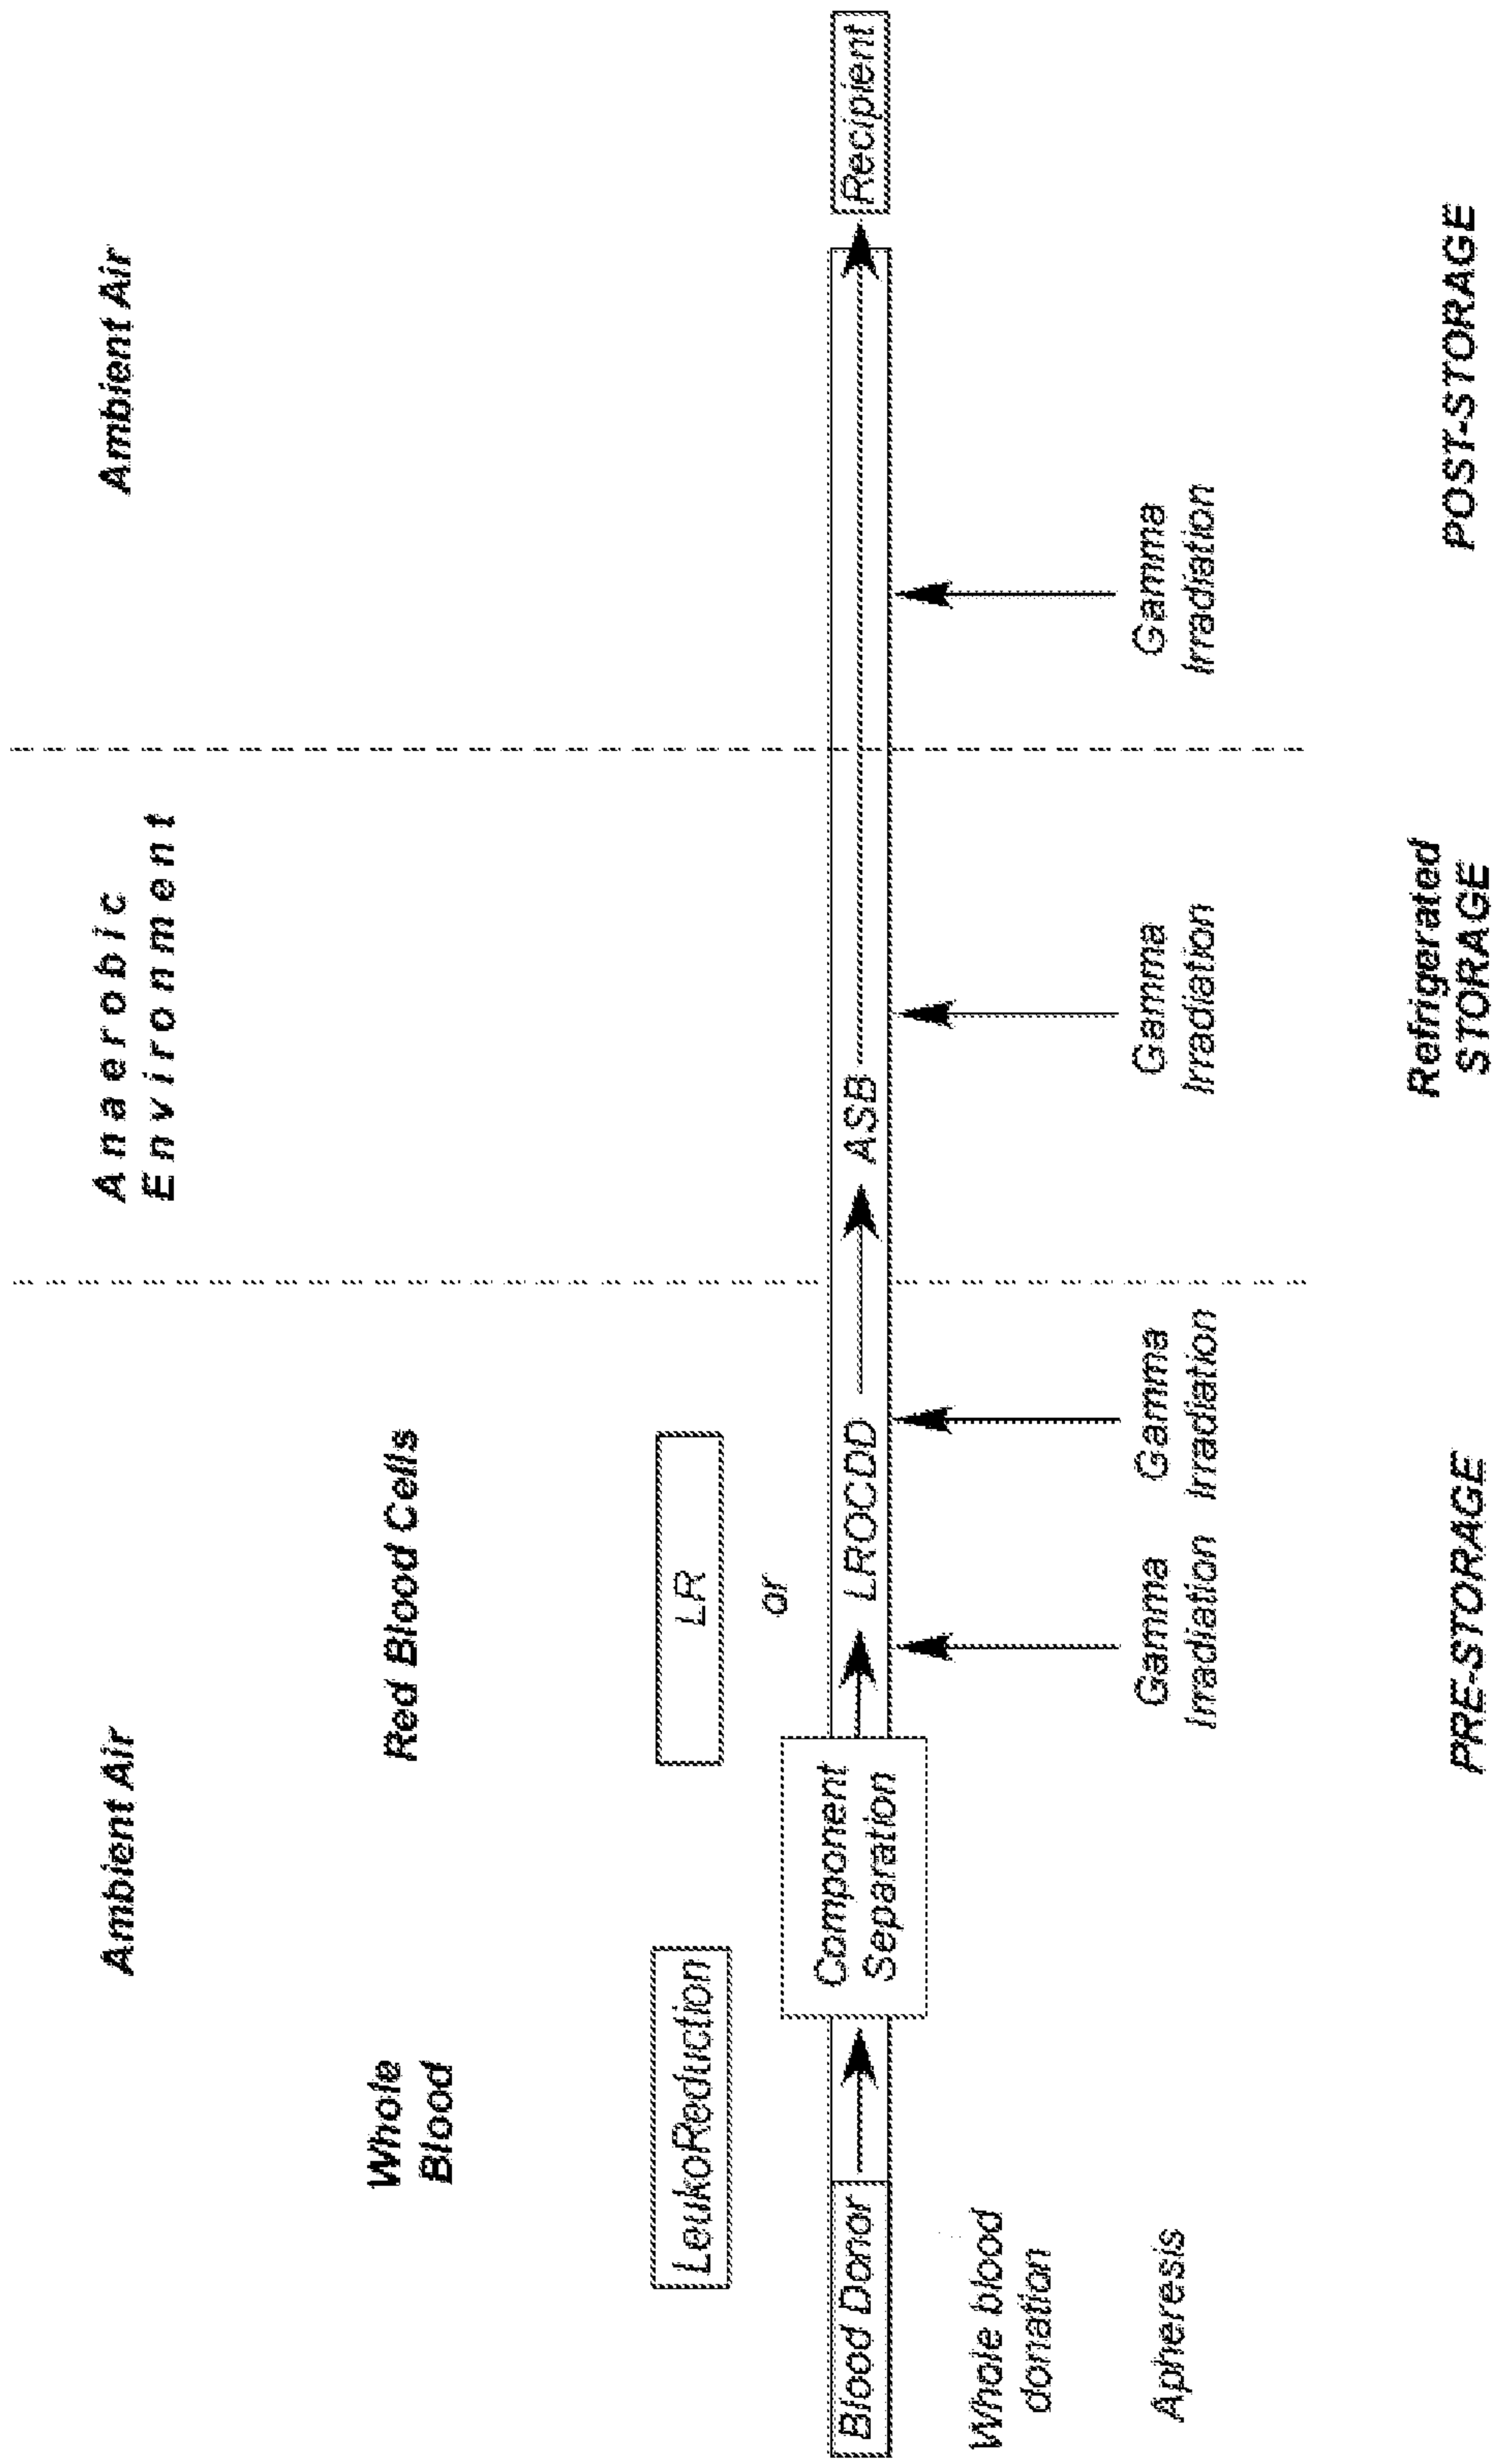 Ambient Air
Anaerobic
Environment
Ambient Air
Whole
Blood
Red Blood Cells
LeukoReduction
LR
or
Blood Donor
Component
Separation
LROCDD
ASB
Recipient
Whole blood
donation
Apheresis
Gamma
Irradiation
Gamma
Irradiation
Gamma
Irradiation
Gamma
Irradiation
PRE-STORAGE
Refrigerated
STORAGE
POST-STORAGE